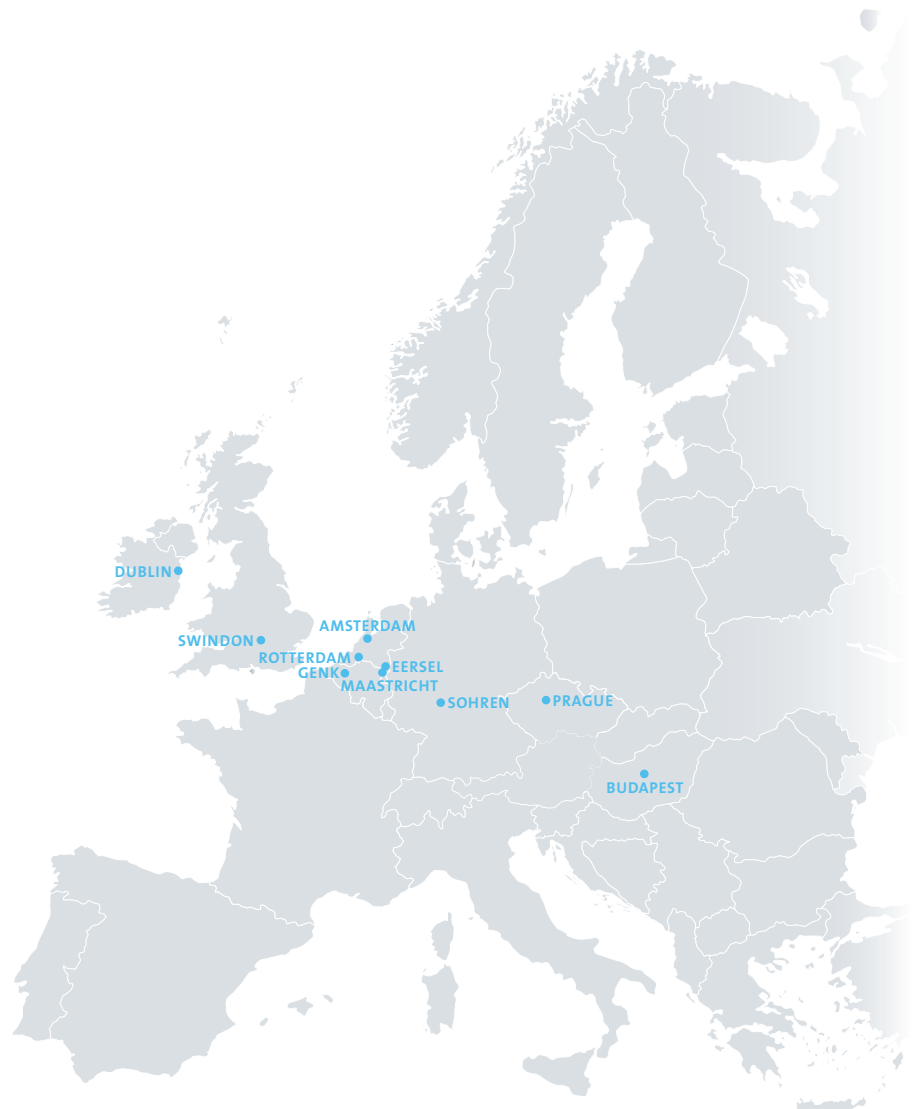 DUBLIN
AMSTERDAM
SWINDON
ROTTERDAM
EERSEL
GENK
MAASTRICHT
SOHREN
PRAGUE
BUDAPEST